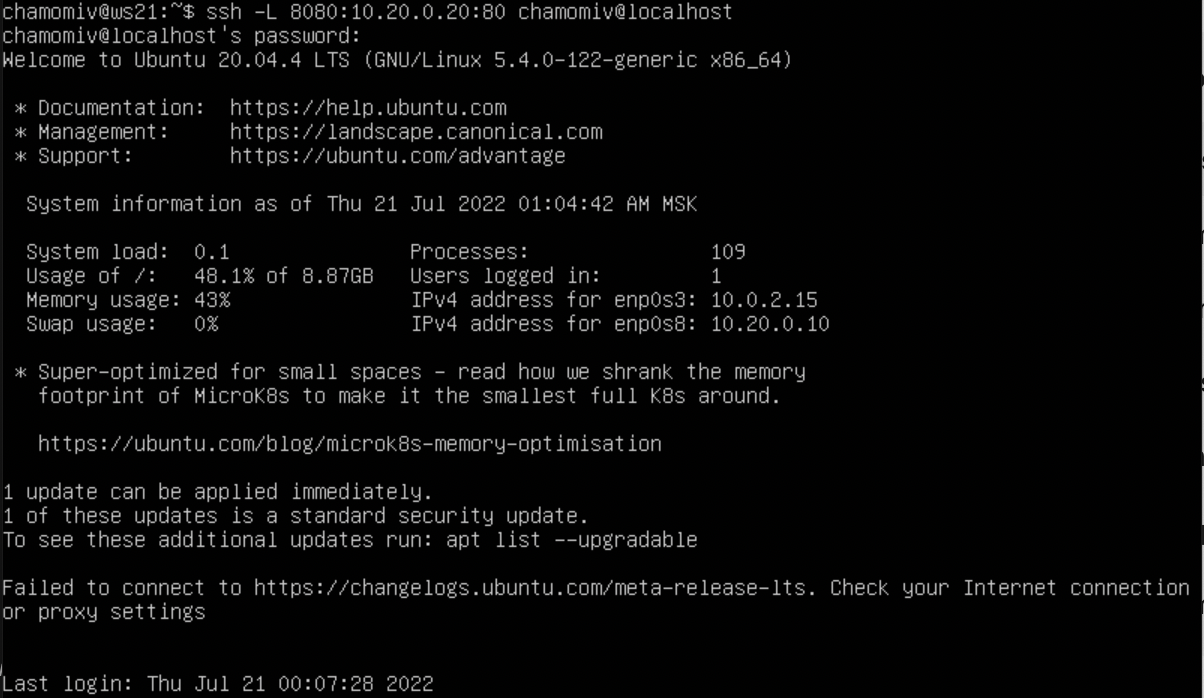 chamomiv@ws21:~$ ssh -L 8080:10.20.0.20:80 chamomiv@localhost
chamomiv@localhost's password:
Welcome to Ubuntu 20.04.4 LTS (GNU/Linux 5.4.0-122-generic x86_64)
* Documentation:  https://help.ubuntu.com
* Management:     https://landscape.canonical.com
* Support:        https://ubuntu.com/advantage
System information as of Thu 21 Jul 2022 01:04:42 AM MSK
System load:  0.1               Processes:               109
Usage of /:   48.1% of 8.87GB   Users logged in:         1
Memory usage: 43%               IPv4 address for enp0s3: 10.0.2.15
Swap usage:   0%                IPv4 address for enp0s8: 10.20.0.10
* Super-optimized for small spaces - read how we shrank the memory
footprint of MicroK8s to make it the smallest full K8s around.
https://ubuntu.com/blog/microk8s-memory-optimisation
1 update can be applied immediately.
1 of these updates is a standard security update.
To see these additional updates run: apt list --upgradable
Failed to connect to https://changelogs.ubuntu.com/meta-release-lts. Check your Internet connection
or proxy settings
Last login: Thu Jul 21 00:07:28 2022